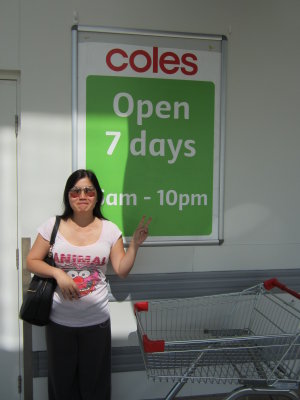 coles
Open
7 days
am - 10pm
ANIMAL